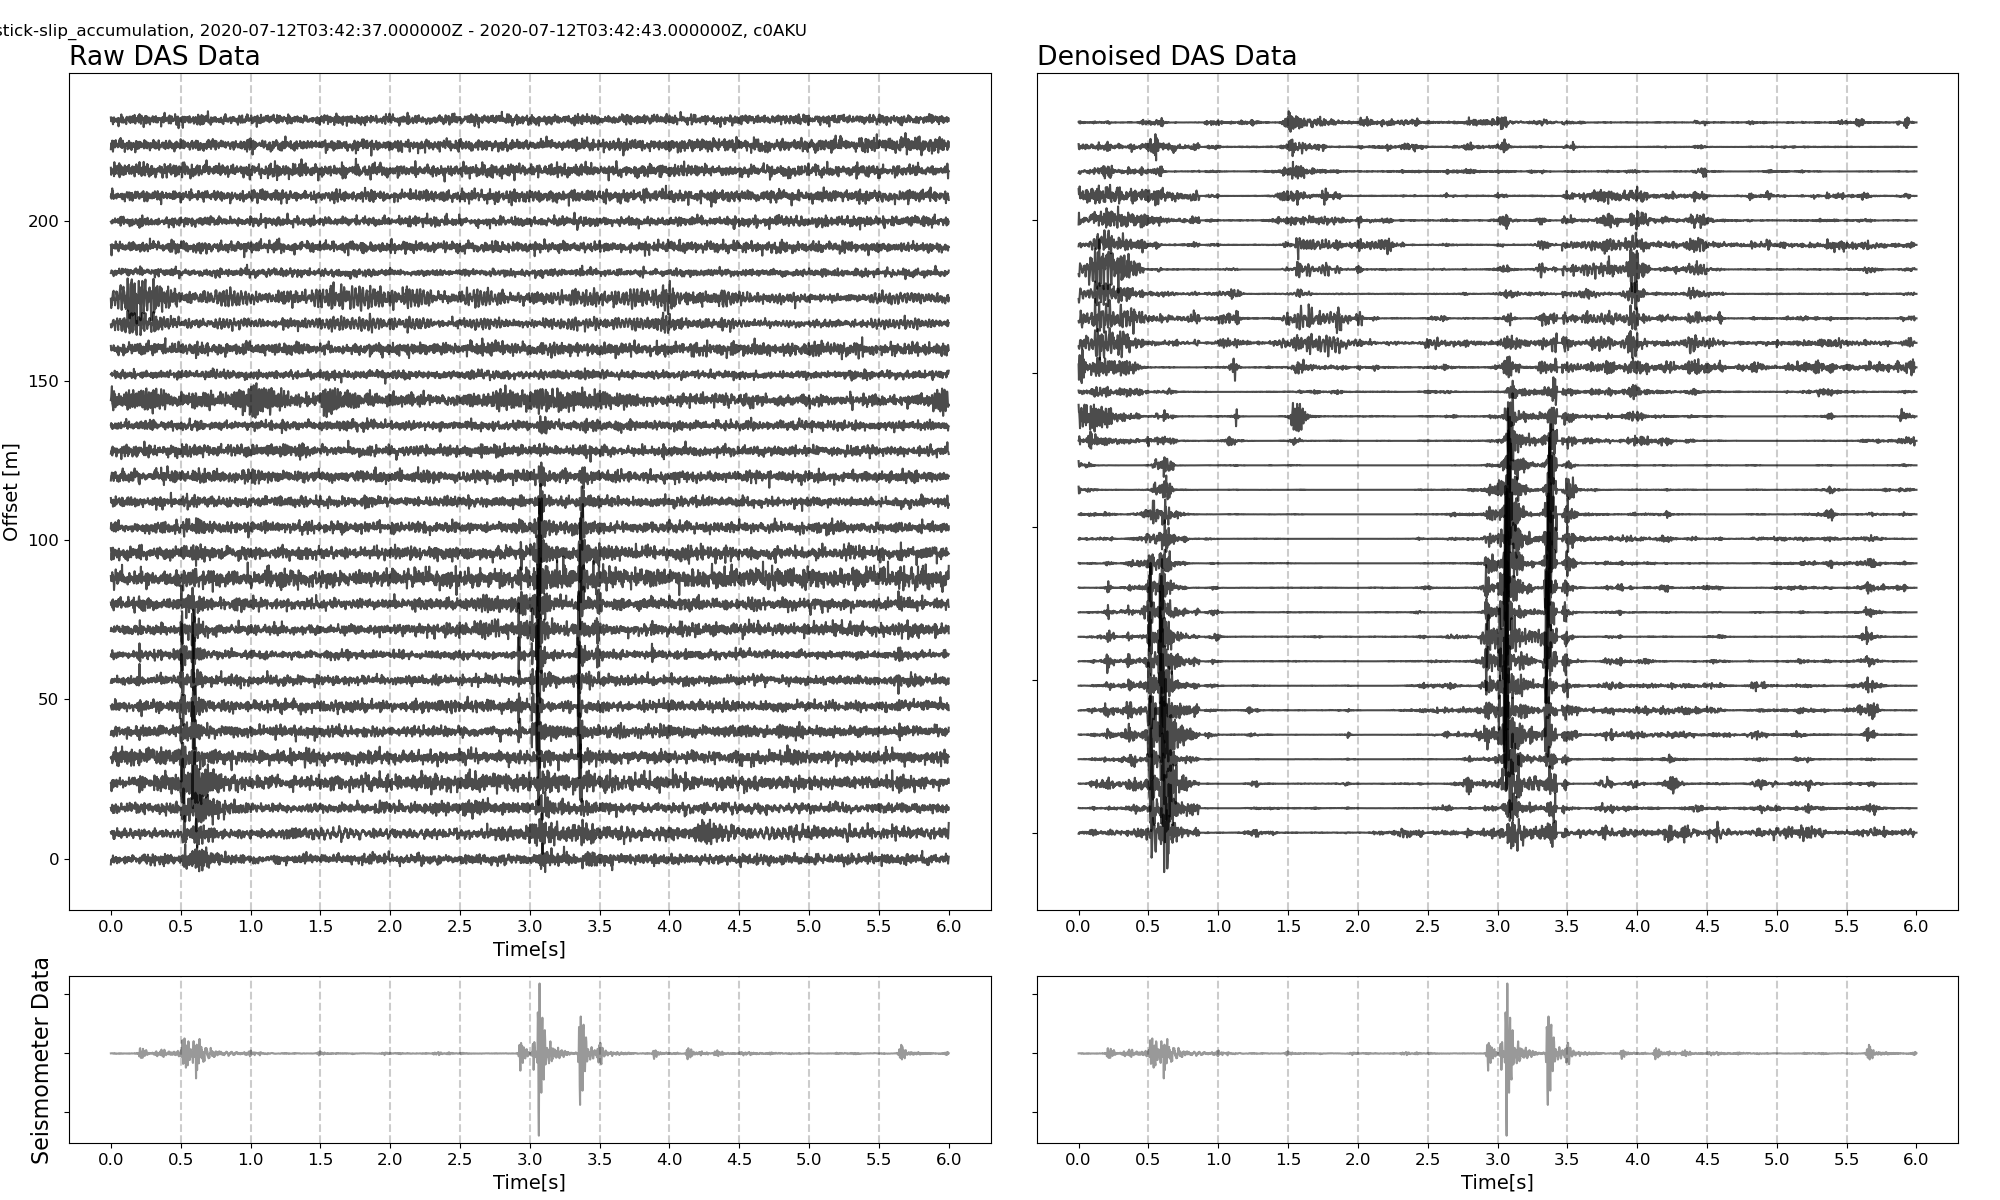 stick-slip_accumulation, 2020-07-12T03:42:37.000000Z - 2020-07-12T03:42:43.000000Z, c0AKU
Raw DAS Data
Denoised DAS Data
Offset [m]
200
150
100
50
0
0.0 0.5 1.0 1.5 2.0 2.5 3.0 3.5 4.0 4.5 5.0 5.5 6.0
Time[s]
0.0 0.5 1.0 1.5 2.0 2.5 3.0 3.5 4.0 4.5 5.0 5.5 6.0
Seismometer Data
0.0 0.5 1.0 1.5 2.0 2.5 3.0 3.5 4.0 4.5 5.0 5.5 6.0
Time[s]
0.0 0.5 1.0 1.5 2.0 2.5 3.0 3.5 4.0 4.5 5.0 5.5 6.0
Time[s]